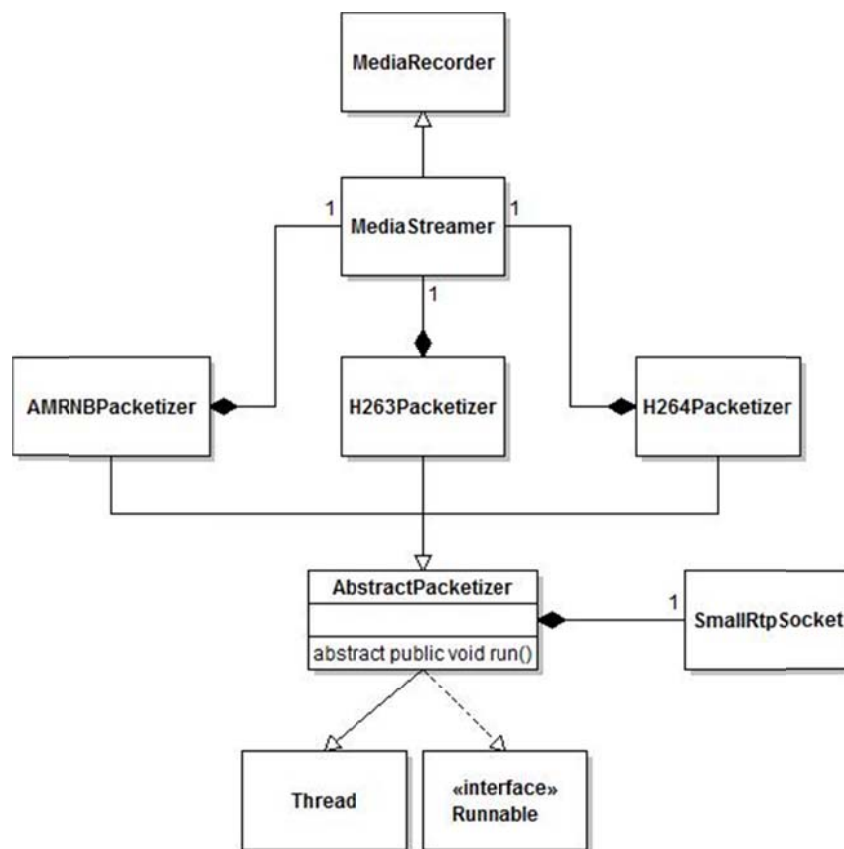 MediaRecorder
1
MediaStreamer
1
1
AMRNBPacketizer
H263Packetizer
H264Packetizer
AbstractPacketizer
abstract public void run()
1
SmallRtpSocket
Thread
«interface»
Runnable